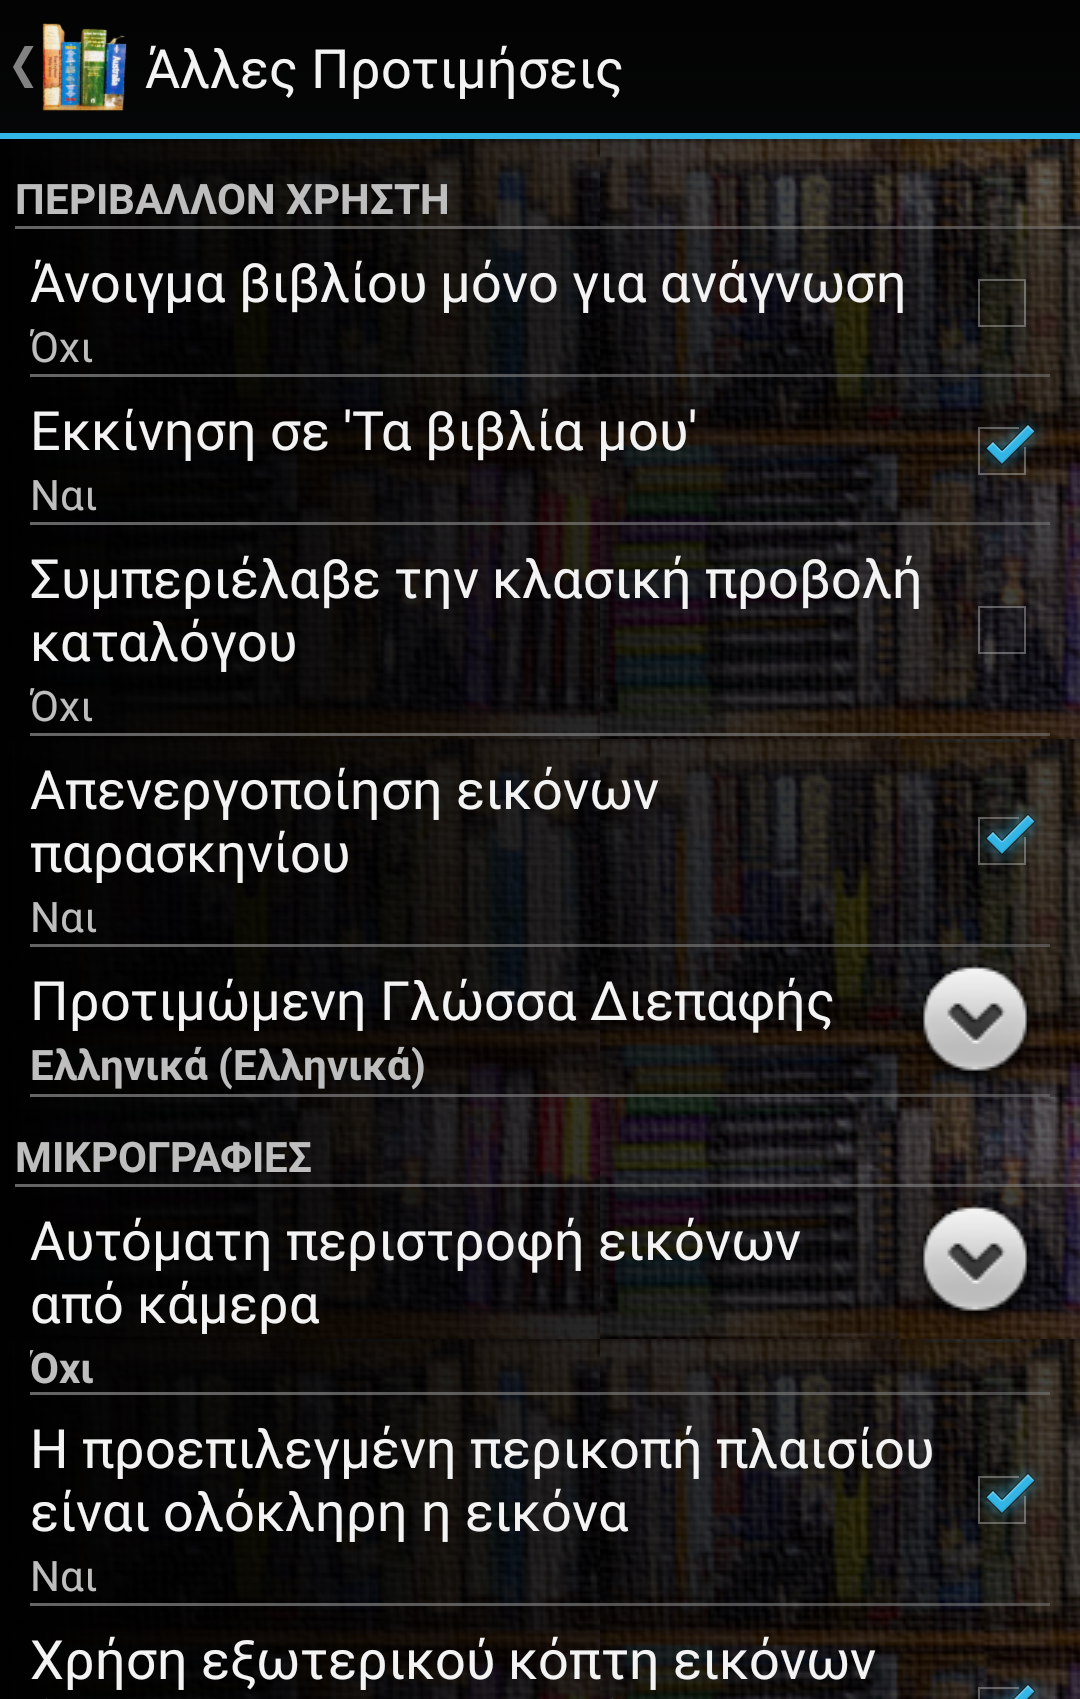 Άλλες Προτιμήσεις
ΠΕΡΙΒΑΛΛΟΝ ΧΡΗΣΤΗ
Άνοιγμα βιβλίου μόνο για ανάγνωση
Όχι
Εκκίνηση σε 'Τα βιβλία μου'
Ναι
Συμπεριέλαβε την κλασική προβολή
καταλόγου
Όχι
Απενεργοποίηση εικόνων
παρασκηνίου
Ναι
Προτιμώμενη Γλώσσα Διεπαφής
Ελληνικά (Ελληνικά)
ΜΙΚΡΟΓΡΑΦΙΕΣ
Αυτόματη περιστροφή εικόνων
από κάμερα
Όχι
Η προεπιλεγμένη περικοπή πλαισίου
είναι ολόκληρη η εικόνα
Ναι
Χρήση εξωτερικού κόπτη εικόνων